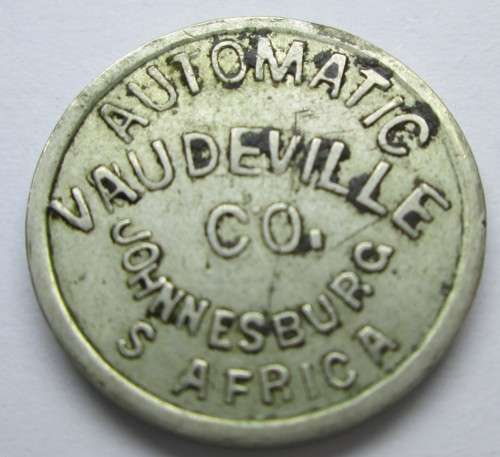 AUTOMATIC
VAUDEVILLE
CO.
JOHNNESBURG
S AFRICA